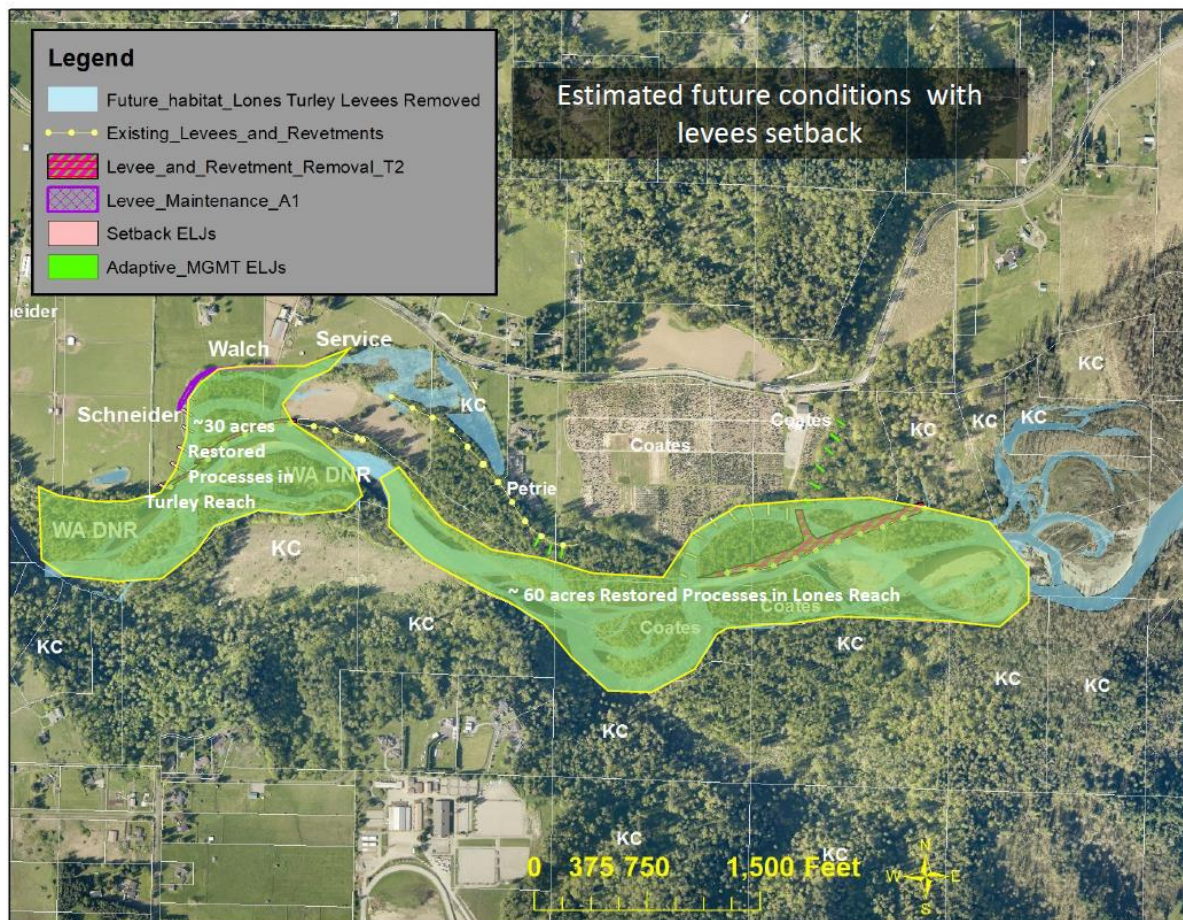 Legend
Future_habitat_Lones Turley Levees Removed
Existing_Levees_and_Revetments
Levee_and_Revetment_Removal_T2
Levee_Maintenance_A1
Setback ELJs
Adaptive_MGMT ELJs
Estimated future conditions with
levees setback
neider
Service
Walch
KC
KC
KC
KC
KC
Schneider
Coates
Coates
~30 acres
Restored
Processes in
Turley Reach
WA DNR
Petrie
WA DNR
KC
~ 60 acres Restored Processes in Lones Reach
Coates
Coates
KC
KC
KC
KC
KC
KC
KC
KC
0 375 750 1,500 Feet
N
W E
S